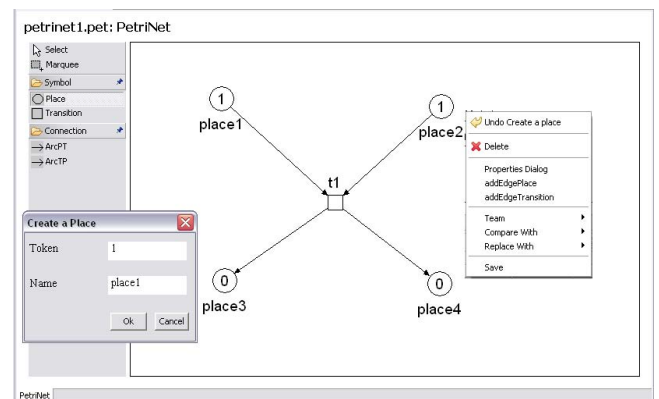 petrinet1.pet: PetriNet
Select
Marquee
Symbol
Place
Transition
Connection
ArcPT
ArcTP
1
place1
1
place2
t1
0
place3
0
place4
Undo Create a place
Delete
Properties Dialog
addEdgePlace
addEdgeTransition
Team
Compare With
Replace With
Save
Create a Place
Token
1
Name
place1
Ok
Cancel
PetriNet